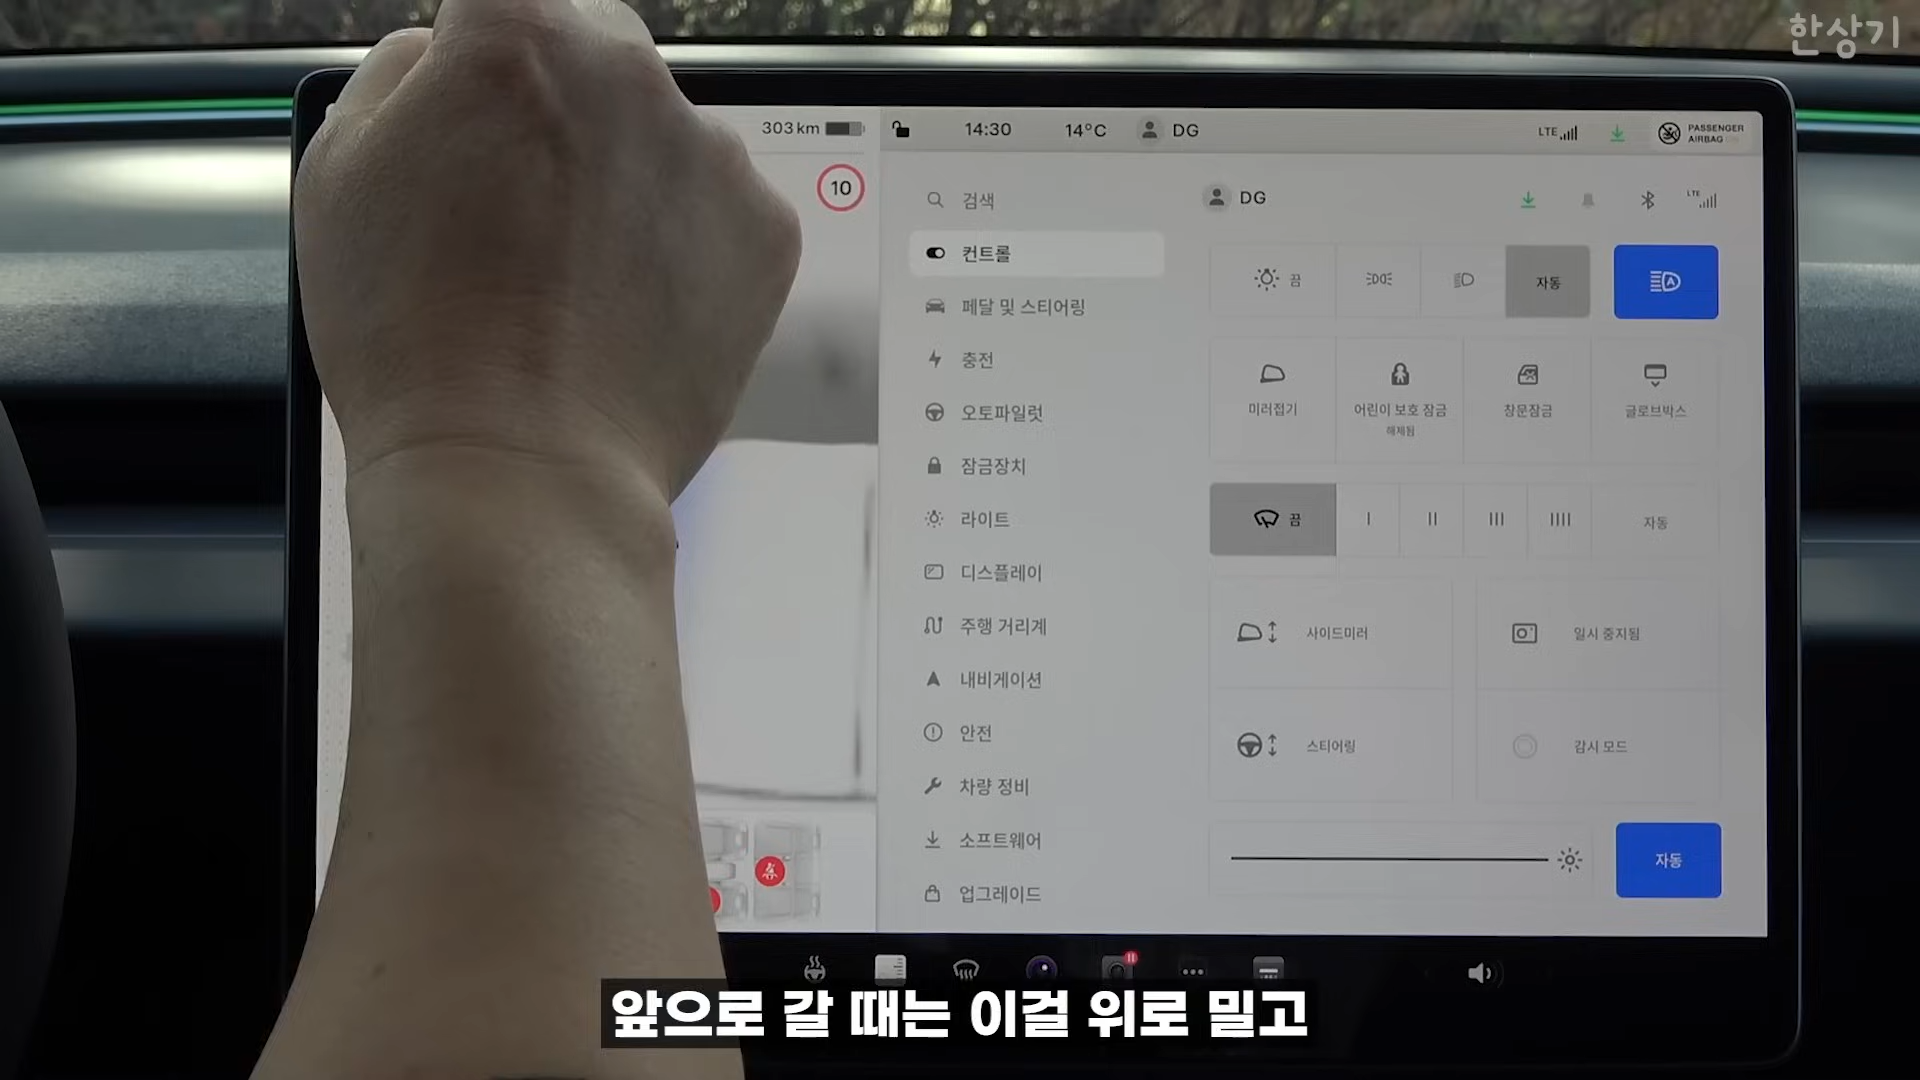 한상기
303 km
14:30
14°C
DG
LTE
PASSENGER
AIRBAG
10
검색
DG
LTE
컨트롤
끔
자동
페달 및 스티어링
충전
미러접기
어린이 보호 잠금
해제됨
창문잠금
글로브박스
오토파일럿
잠금장치
라이트
끔
I
II
III
IIII
자동
디스플레이
주행 거리계
사이드미러
일시 중지됨
내비게이션
안전
스티어링
감시 모드
차량 정비
소프트웨어
자동
업그레이드
앞으로 갈 때는 이걸 위로 밀고